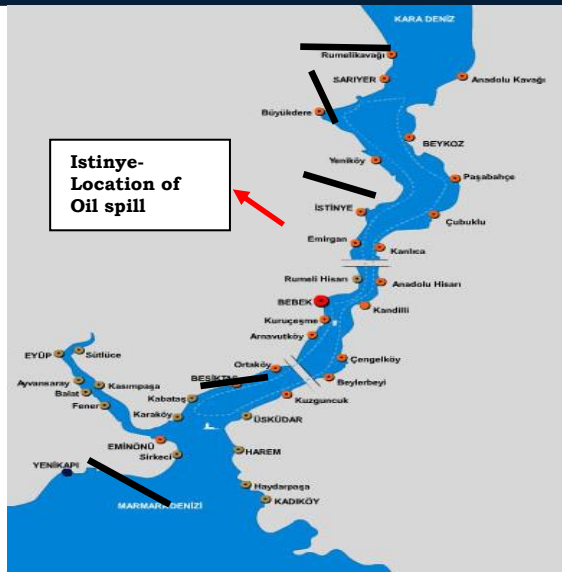 KARA DENİZ
Rumelikavağı
SARIYER
Anadolu Kavağı
Büyükdere
BEYKOZ
Istinye-
Location of
Oil spill
Yeniköy
Paşabahçe
İSTİNYE
Çubuklu
Emirgan
Kanlıca
Rumeli Hisarı
Anadolu Hisarı
BEBEK
Kandilli
Kuruçeşme
Arnavutköy
EYÜP
Sütlüce
Ortaköy
Çengelköy
Ayvansaray
Kasımpaşa
Beylerbeyi
Balat
Kabataş
Kuzguncuk
Fener
Karaköy
ÜSKÜDAR
EMİNÖNÜ
Sirkeci
HAREM
YENİKAPI
Haydarpaşa
MARMARA DENİZİ
KADIKÖY